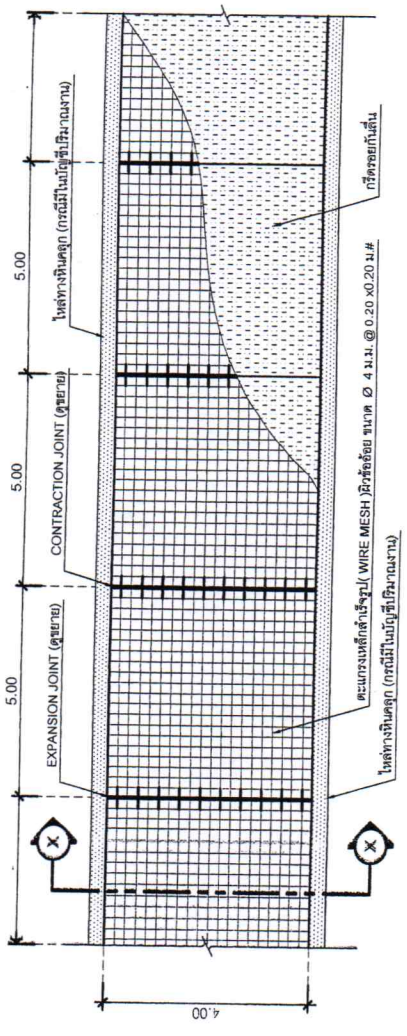 5.00
5.00
5.00
EXPANSION JOINT (ดูขยาย)
CONTRACTION JOINT (ดูขยาย)
ไหล่ทางหินคลุก (กรณีมีในบัญชีปริมาณงาน)
X
X
4.00
ตะแกรงเหล็กสำเร็จรูป( WIRE MESH )ผิวข้ออ้อย ขนาด Ø 4 ม.ม. @ 0.20 x0.20 ม.#
ไหล่ทางหินคลุก (กรณีมีในบัญชีปริมาณงาน)
กรีดรอยกันลื่น